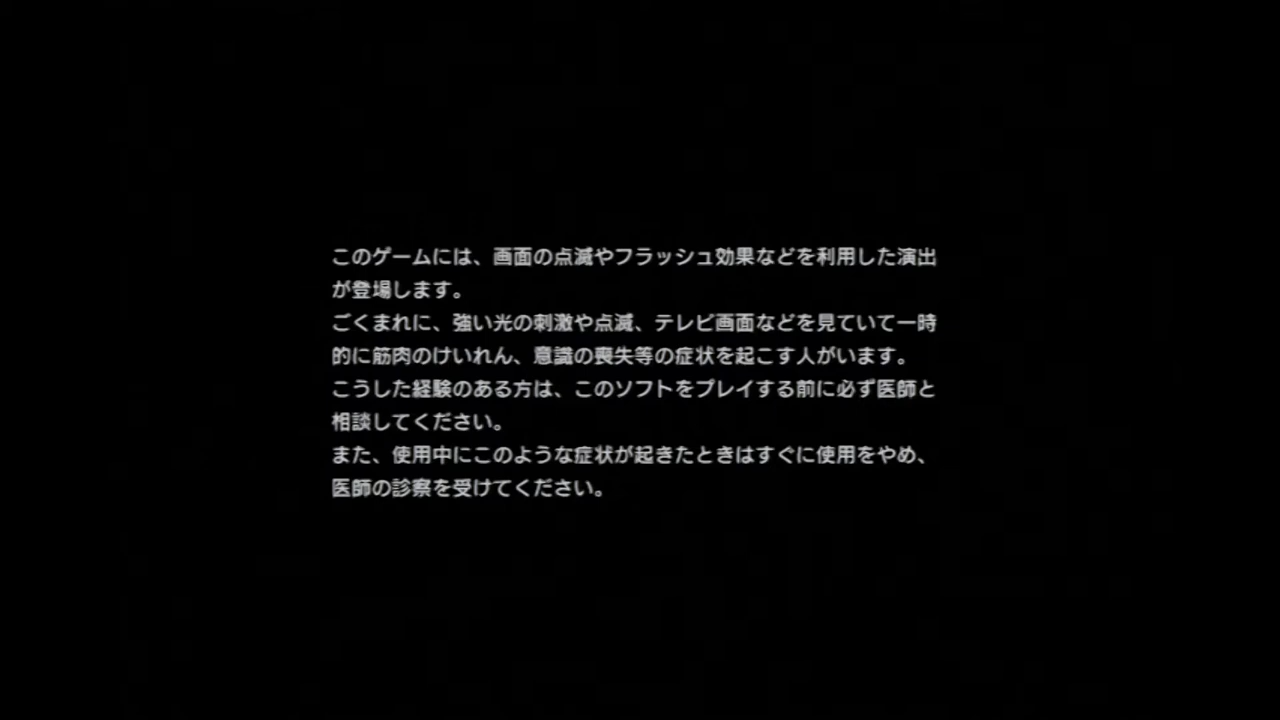 このゲームには、画面の点滅やフラッシュ効果などを利用した演出
が登場します。
ごくまれに、強い光の刺激や点滅、テレビ画面などを見ていて一時
的に筋肉のけいれん、意識の喪失等の症状を起こす人がいます。
こうした経験のある方は、このソフトをプレイする前に必ず医師と
相談してください。
また、使用中にこのような症状が起きたときはすぐに使用をやめ、
医師の診察を受けてください。